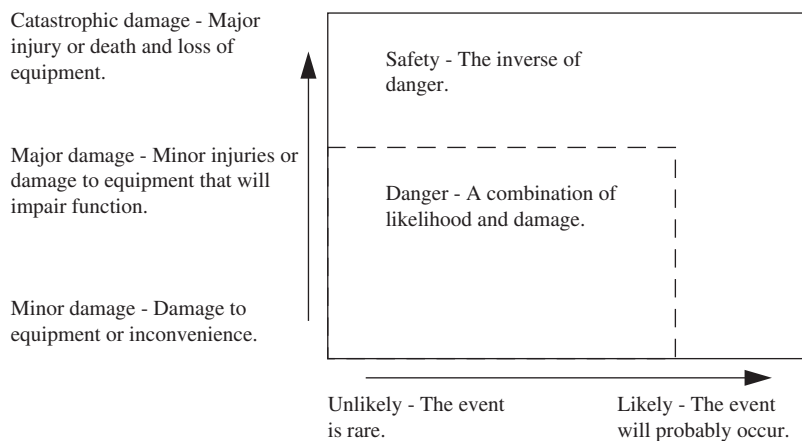 Catastrophic damage - Major
injury or death and loss of
equipment.
Safety - The inverse of
danger.
Major damage - Minor injuries or
damage to equipment that will
impair function.
Danger - A combination of
likelihood and damage.
Minor damage - Damage to
equipment or inconvenience.
Unlikely - The event
is rare.
Likely - The event
will probably occur.